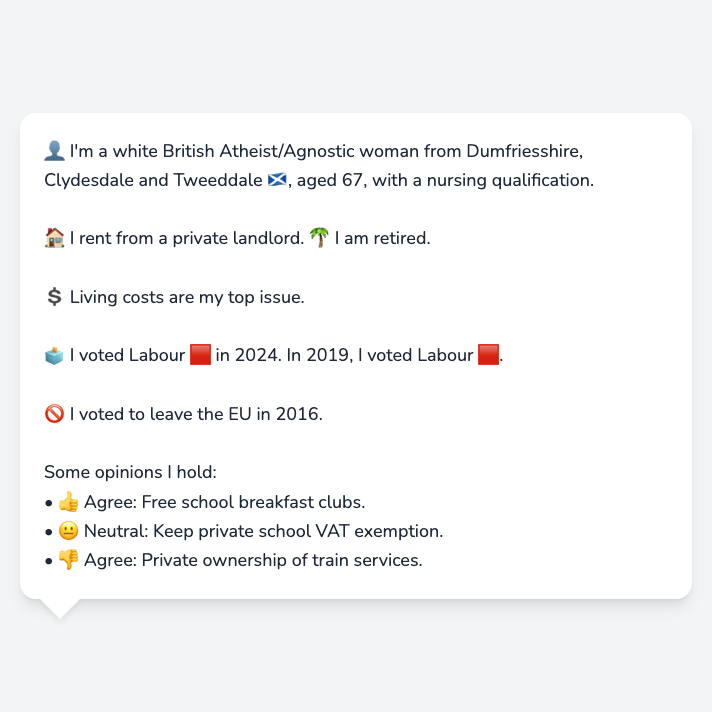 👤 I'm a white British Atheist/Agnostic woman from Dumfriesshire,
Clydesdale and Tweeddale 🏴󠁧󠁢󠁳󠁣󠁴󠁿, aged 67, with a nursing qualification.
🏠 I rent from a private landlord. 🌴 I am retired.
💲 Living costs are my top issue.
🗳️ I voted Labour 🟥 in 2024. In 2019, I voted Labour 🟥.
🚫 I voted to leave the EU in 2016.
Some opinions I hold:
• 👍 Agree: Free school breakfast clubs.
• 😐 Neutral: Keep private school VAT exemption.
• 👎 Agree: Private ownership of train services.